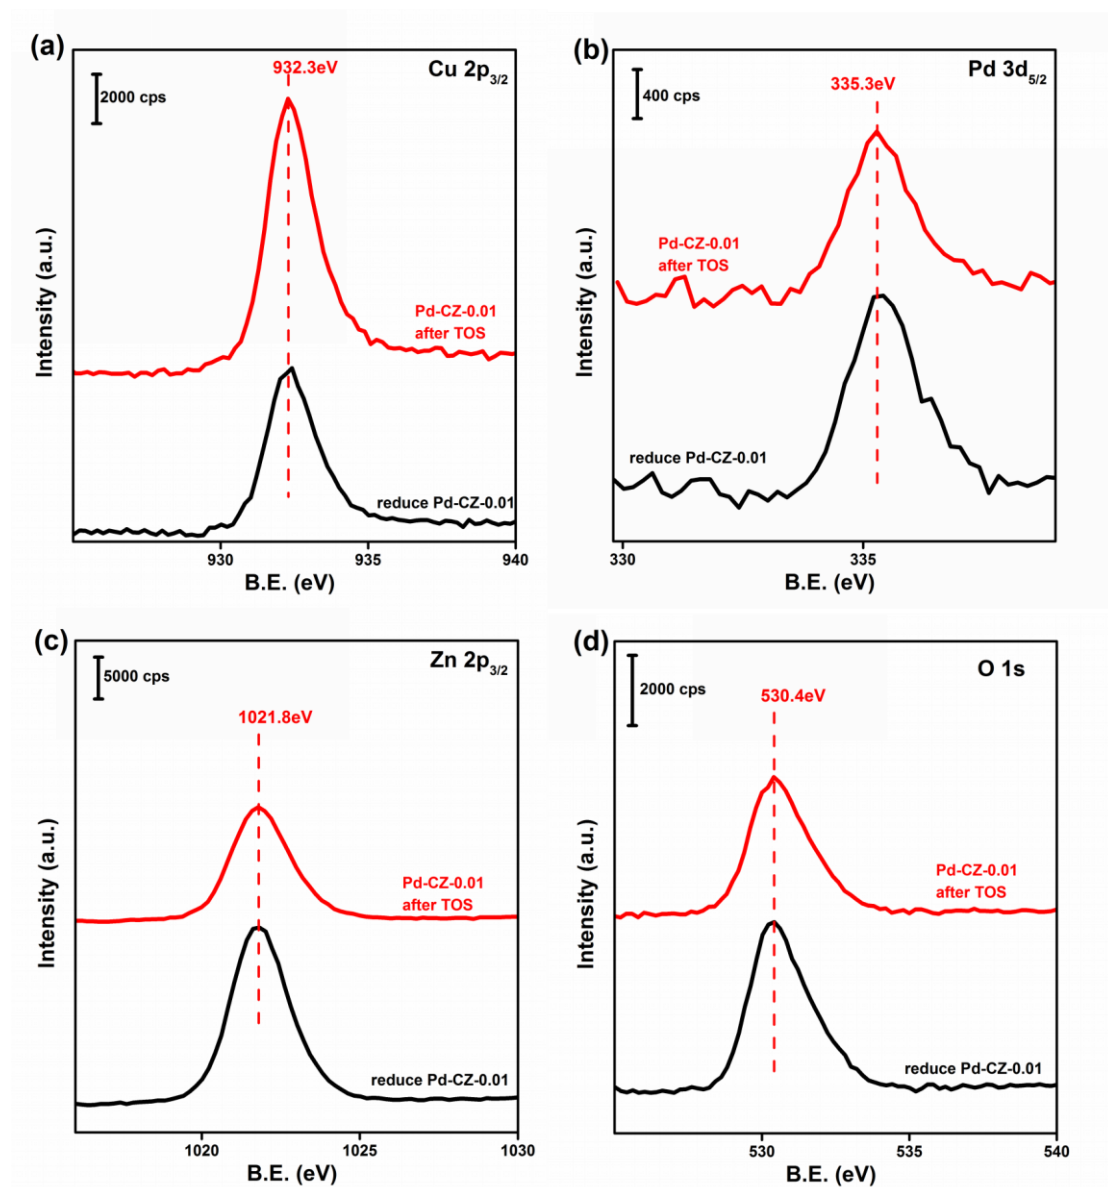 (a)
932.3eV
Cu 2p3/2
2000 cps
Pd-CZ-0.01
after TOS
reduce Pd-CZ-0.01
Intensity (a.u.)
930
935
940
B.E. (eV)
(b)
335.3eV
Pd 3d5/2
400 cps
Pd-CZ-0.01
after TOS
reduce Pd-CZ-0.01
Intensity (a.u.)
330
335
B.E. (eV)
(c)
Zn 2p3/2
5000 cps
1021.8eV
Pd-CZ-0.01
after TOS
reduce Pd-CZ-0.01
Intensity (a.u.)
1020
1025
1030
B.E. (eV)
(d)
O 1s
2000 cps
530.4eV
Pd-CZ-0.01
after TOS
reduce Pd-CZ-0.01
Intensity (a.u.)
530
535
540
B.E. (eV)